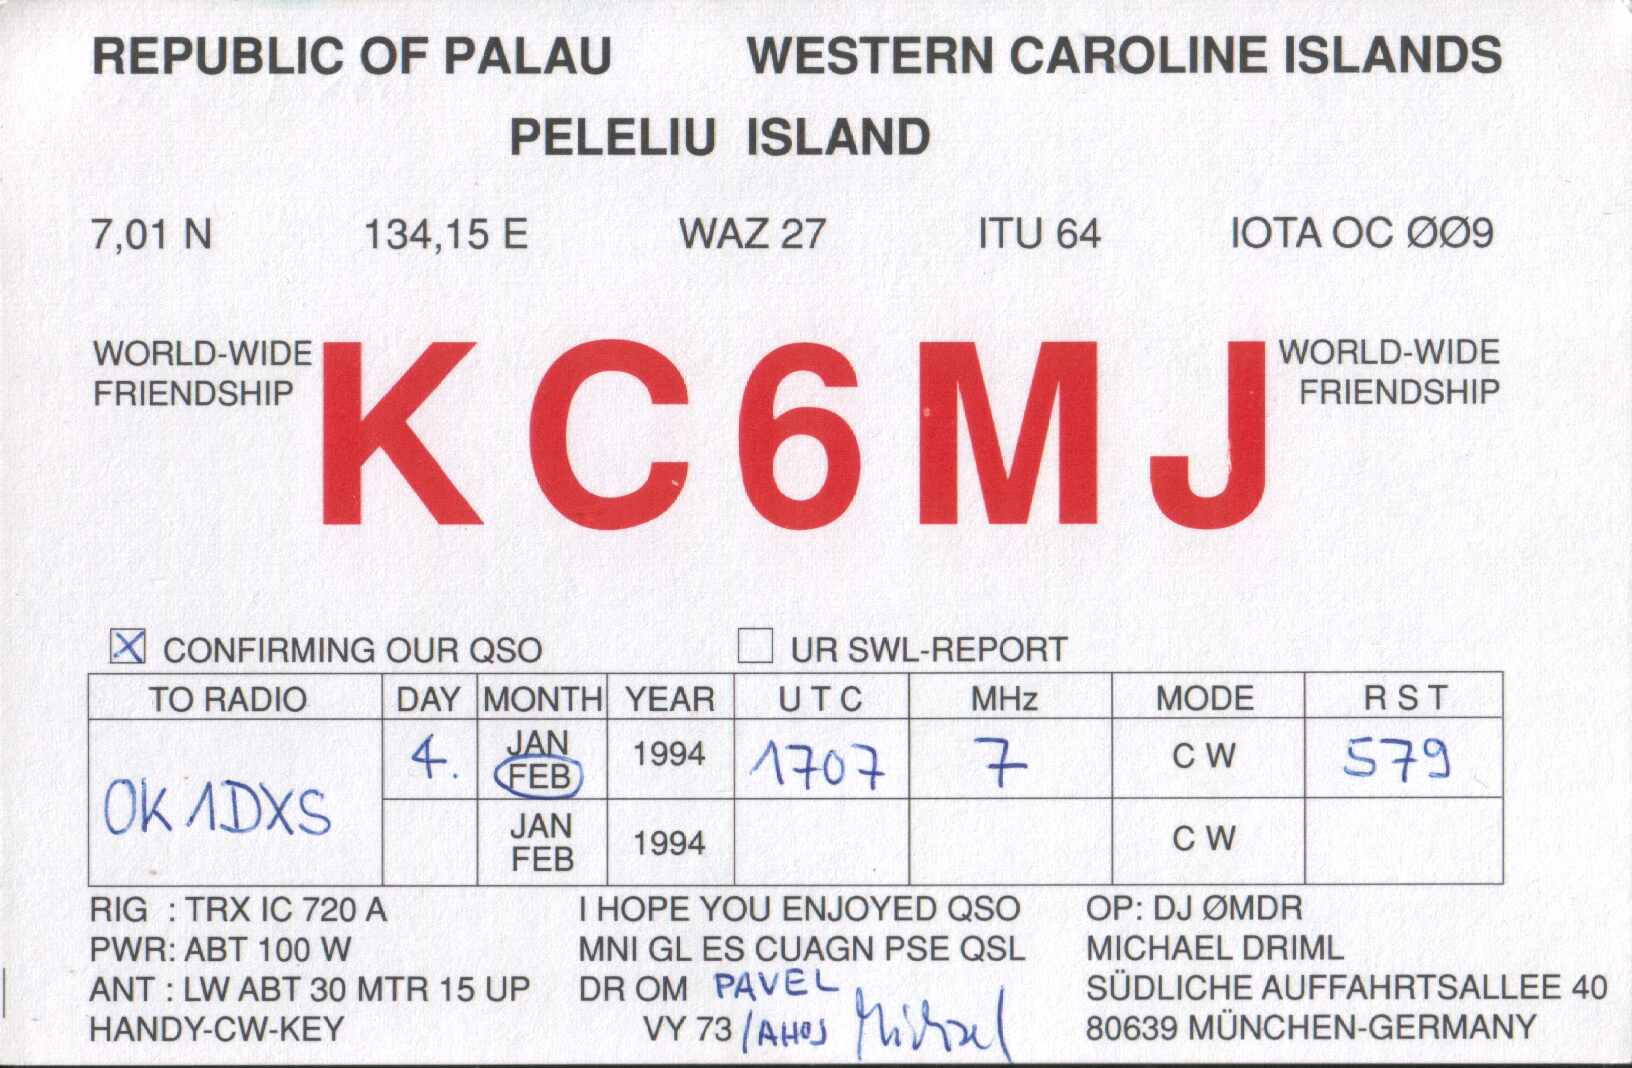 REPUBLIC OF PALAU WESTERN CAROLINE ISLANDS
PELELIU ISLAND
7,01 N 134,15 E WAZ 27 ITU 64 IOTA OC ØØ9
WORLD-WIDE FRIENDSHIP
KC6MJ
WORLD-WIDE FRIENDSHIP
☒ CONFIRMING OUR QSO ☐ UR SWL-REPORT
TO RADIO DAY MONTH YEAR UTC MHz MODE RST
OK1DXS 4. JAN FEB 1994 1707 7 CW 579
JAN FEB 1994 CW
RIG : TRX IC 720 A
PWR: ABT 100 W
ANT : LW ABT 30 MTR 15 UP
HANDY-CW-KEY
I HOPE YOU ENJOYED QSO
MNI GL ES CUAGN PSE QSL
DR OM PAVEL
VY 73 /AHOJ Michael
OP: DJ ØMDR
MICHAEL DRIML
SÜDLICHE AUFFAHRTSALLEE 40
80639 MÜNCHEN-GERMANY